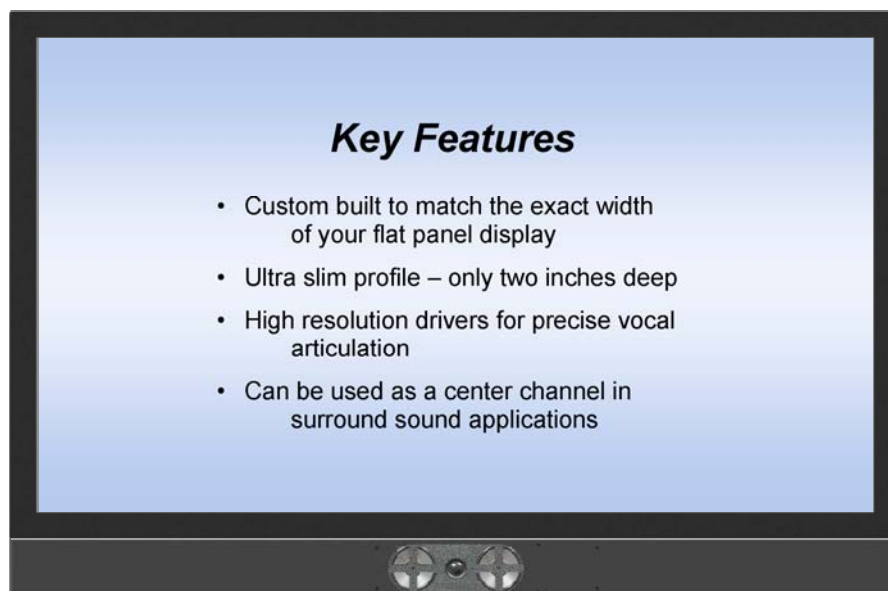 Key Features
• Custom built to match the exact width
of your flat panel display
• Ultra slim profile – only two inches deep
• High resolution drivers for precise vocal
articulation
• Can be used as a center channel in
surround sound applications